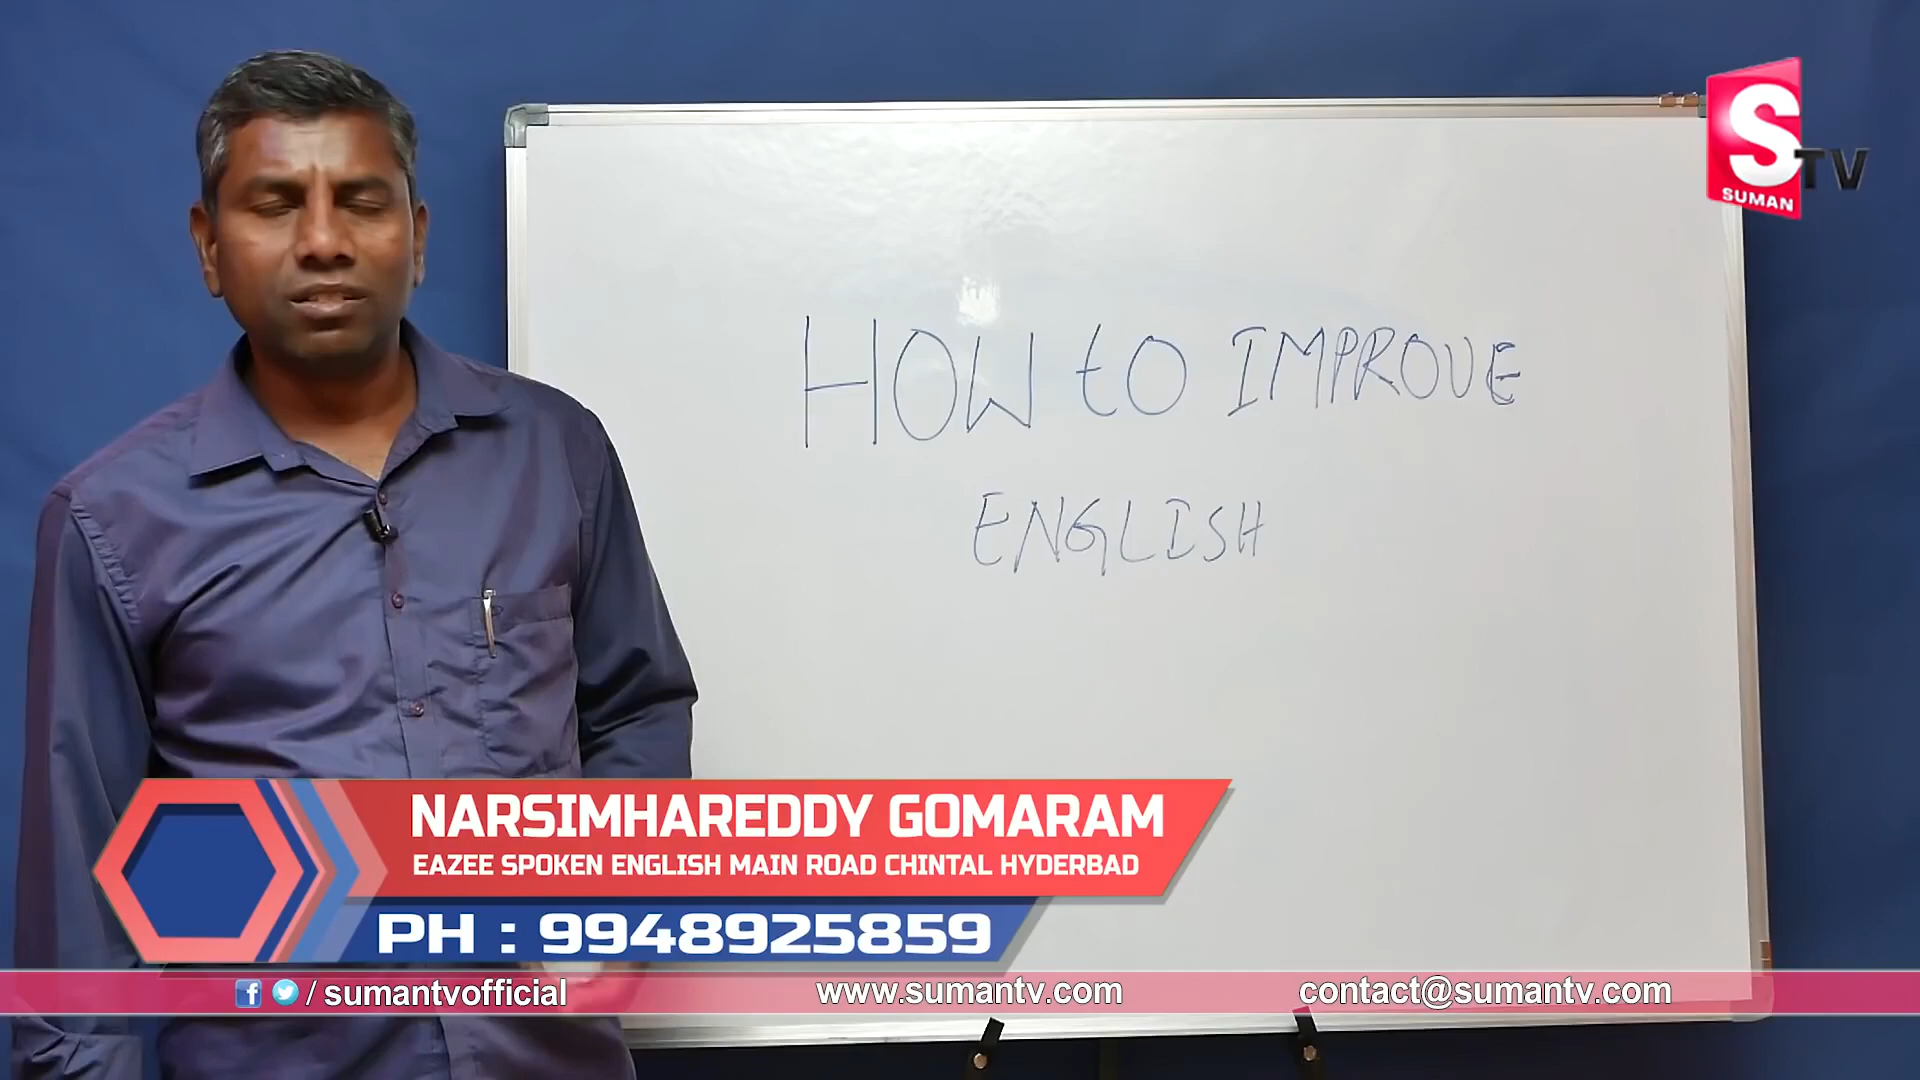 S
TV
SUMAN
HOW tO IMPROVE
ENGLISH
NARSIMHAREDDY GOMARAM
EAZEE SPOKEN ENGLISH MAIN ROAD CHINTAL HYDERBAD
PH : 9948925859
f / sumantvofficial
www.sumantv.com
contact@sumantv.com